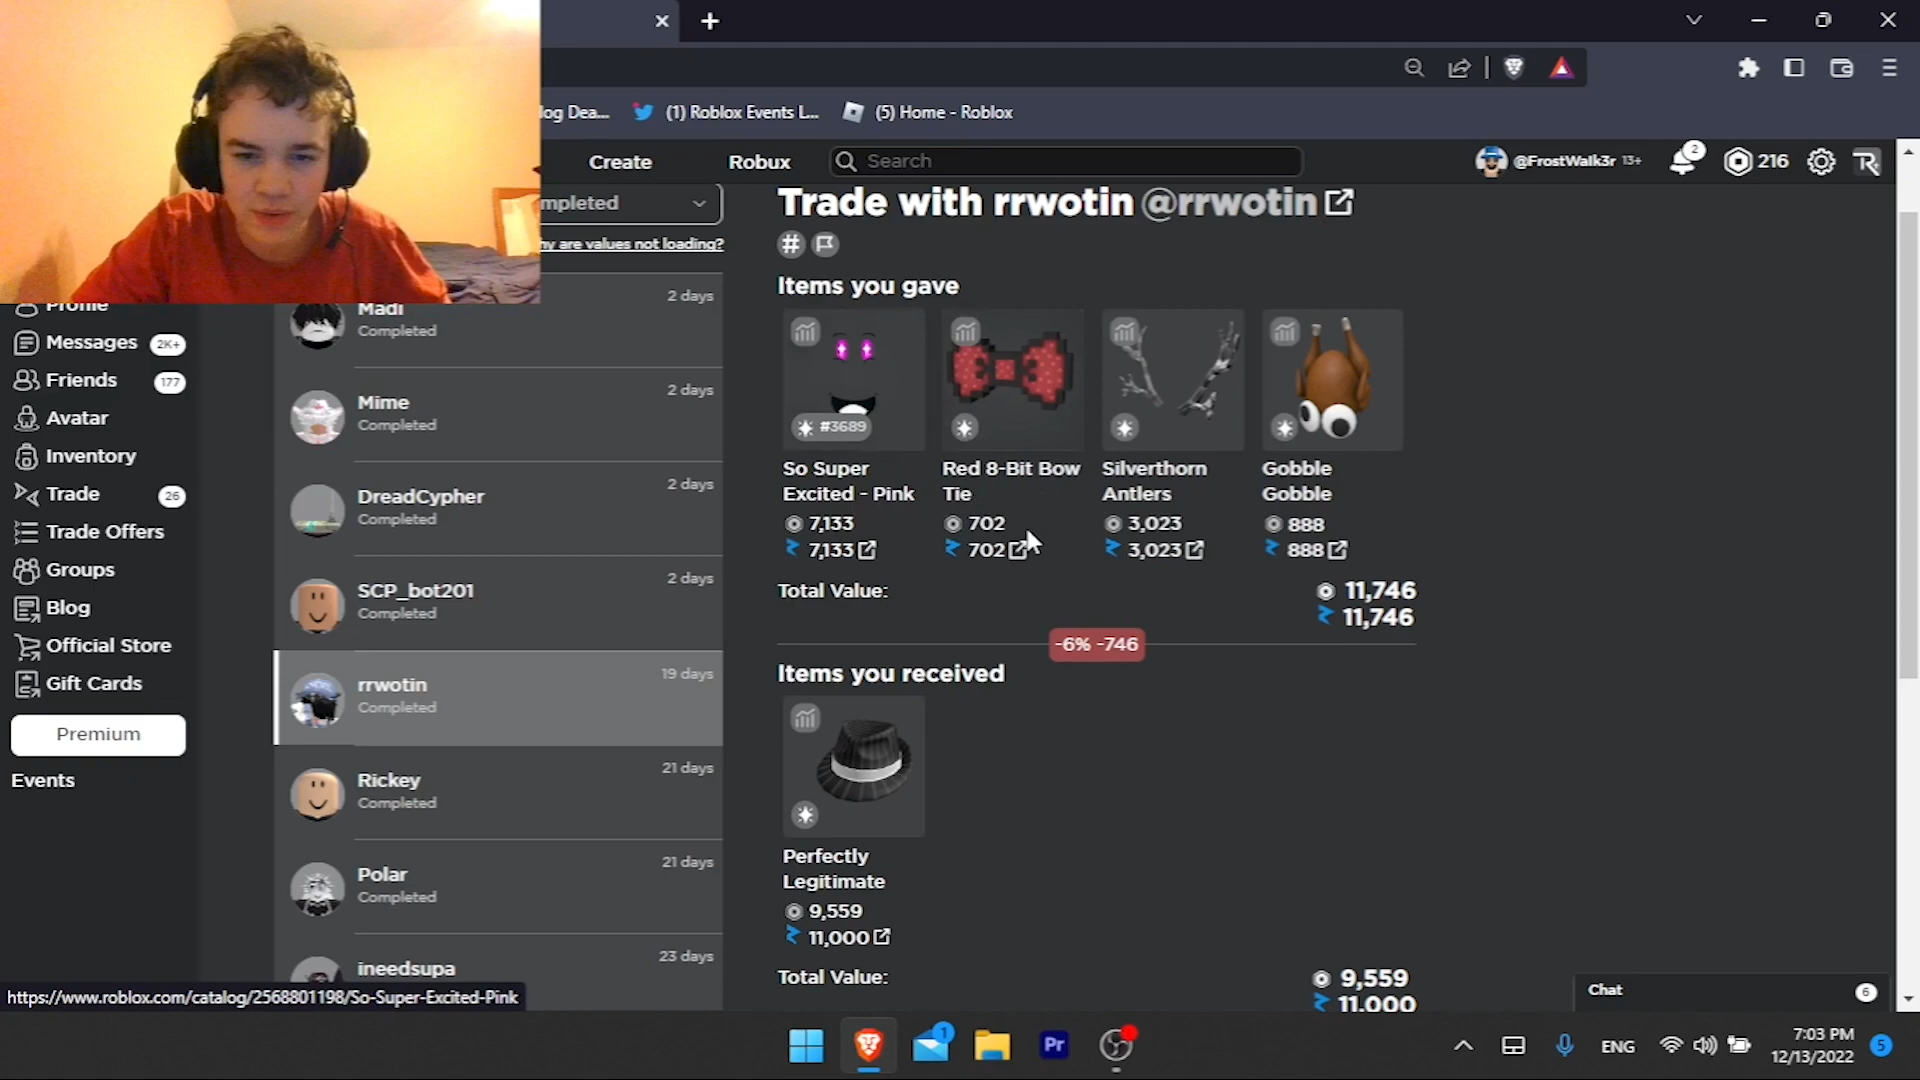 Create
Robux
Search
@FrostWalk3r 13+
2
216
log Dea...
(1) Roblox Events L...
(5) Home - Roblox
mpleted
hy are values not loading?
Profile
Messages 2K+
Friends 177
Avatar
Inventory
Trade 26
Trade Offers
Groups
Blog
Official Store
Gift Cards
Premium
Events
Madi 2 days
Completed
Mime 2 days
Completed
DreadCypher 2 days
Completed
SCP_bot201 2 days
Completed
rrwotin 19 days
Completed
Rickey 21 days
Completed
Polar 21 days
Completed
ineedsupa 23 days
Trade with rrwotin @rrwotin
#
Items you gave
#3689
So Super Red 8-Bit Bow Silverthorn Gobble
Excited - Pink Tie Antlers Gobble
7,133 702 3,023 888
7,133 702 3,023 888
Total Value: 11,746
11,746
-6% -746
Items you received
Perfectly
Legitimate
9,559
11,000
Total Value: 9,559
11,000
Chat 6
https://www.roblox.com/catalog/2568801198/So-Super-Excited-Pink
1
Pr
ENG
7:03 PM
12/13/2022
5